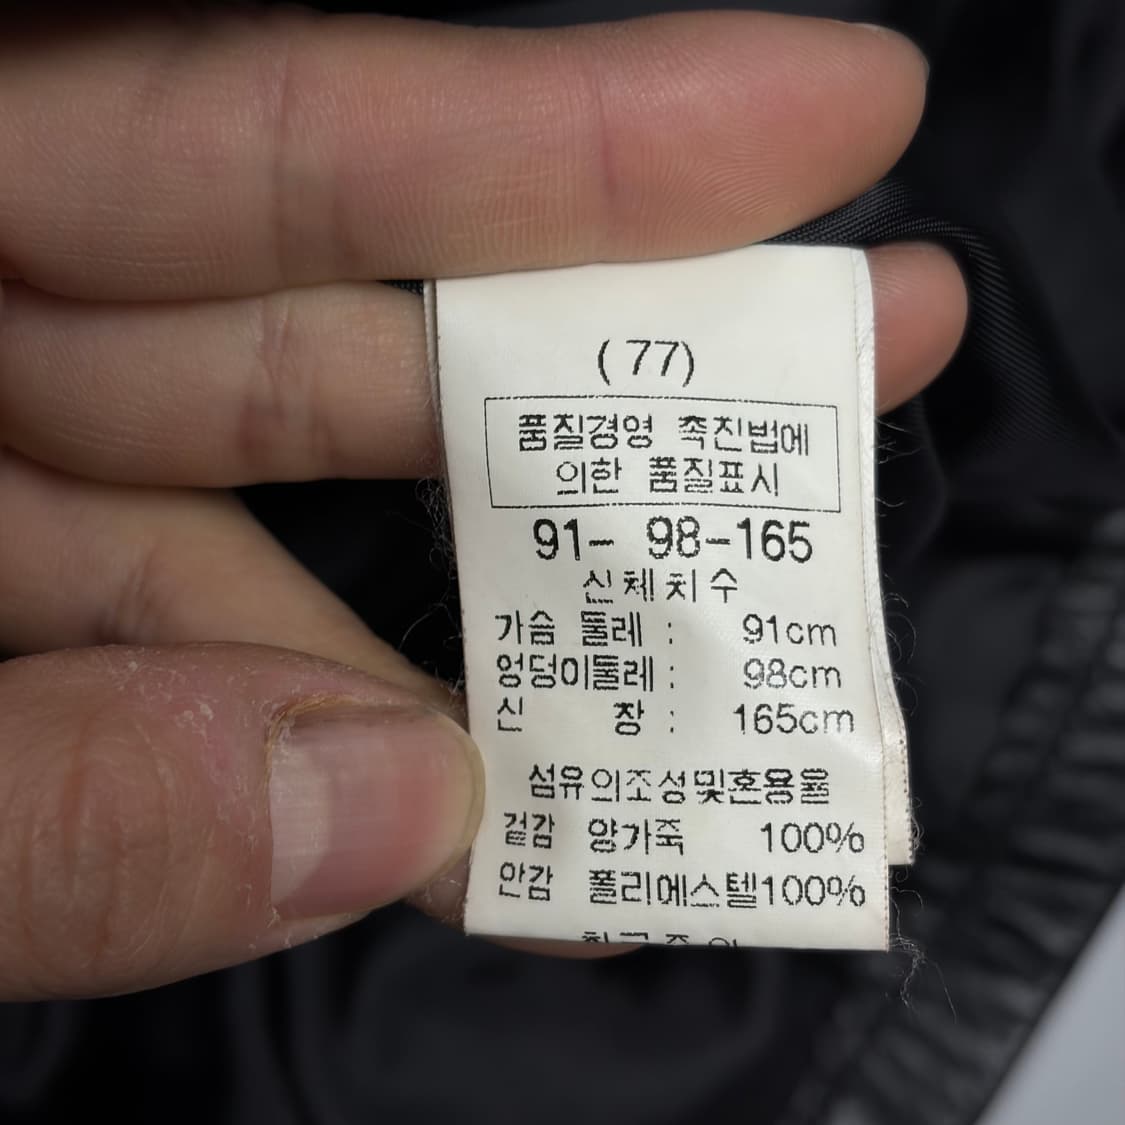 (77)
품질경영 촉진법에
의한 품질표시
91- 98-165
신체치수
가슴 둘레 : 91cm
엉덩이둘레 : 98cm
신 장 : 165cm
섬유의조성및혼용율
겉감 양가죽 100%
안감 폴리에스텔100%